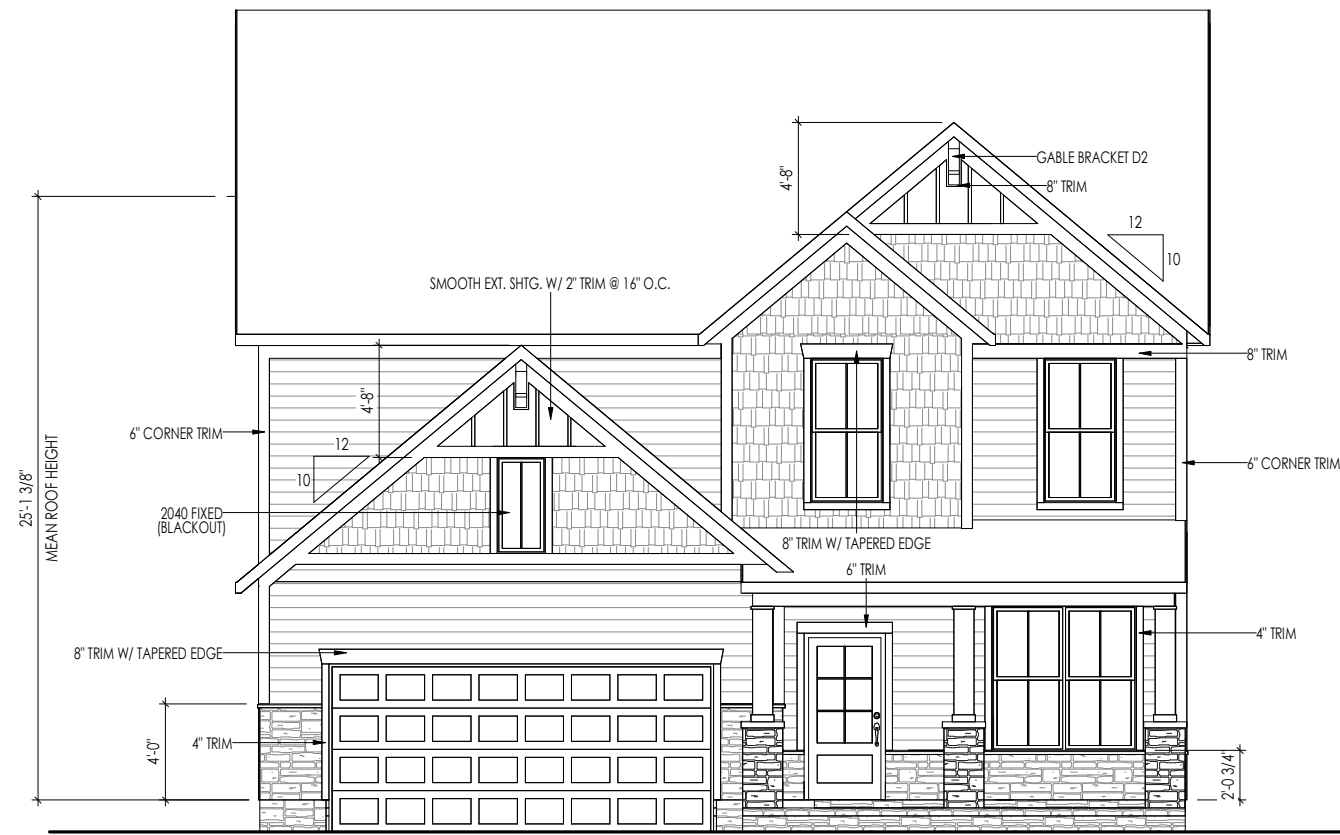 4'-8"
GABLE BRACKET D2
8" TRIM
12
10
SMOOTH EXT. SHTG. W/ 2" TRIM @ 16" O.C.
8" TRIM
4'-8"
6" CORNER TRIM
12
10
6" CORNER TRIM
25'-1 3/8"
MEAN ROOF HEIGHT
2040 FIXED
(BLACKOUT)
8" TRIM W/ TAPERED EDGE
6" TRIM
4" TRIM
8" TRIM W/ TAPERED EDGE
4'-0"
4" TRIM
2'-0 3/4"